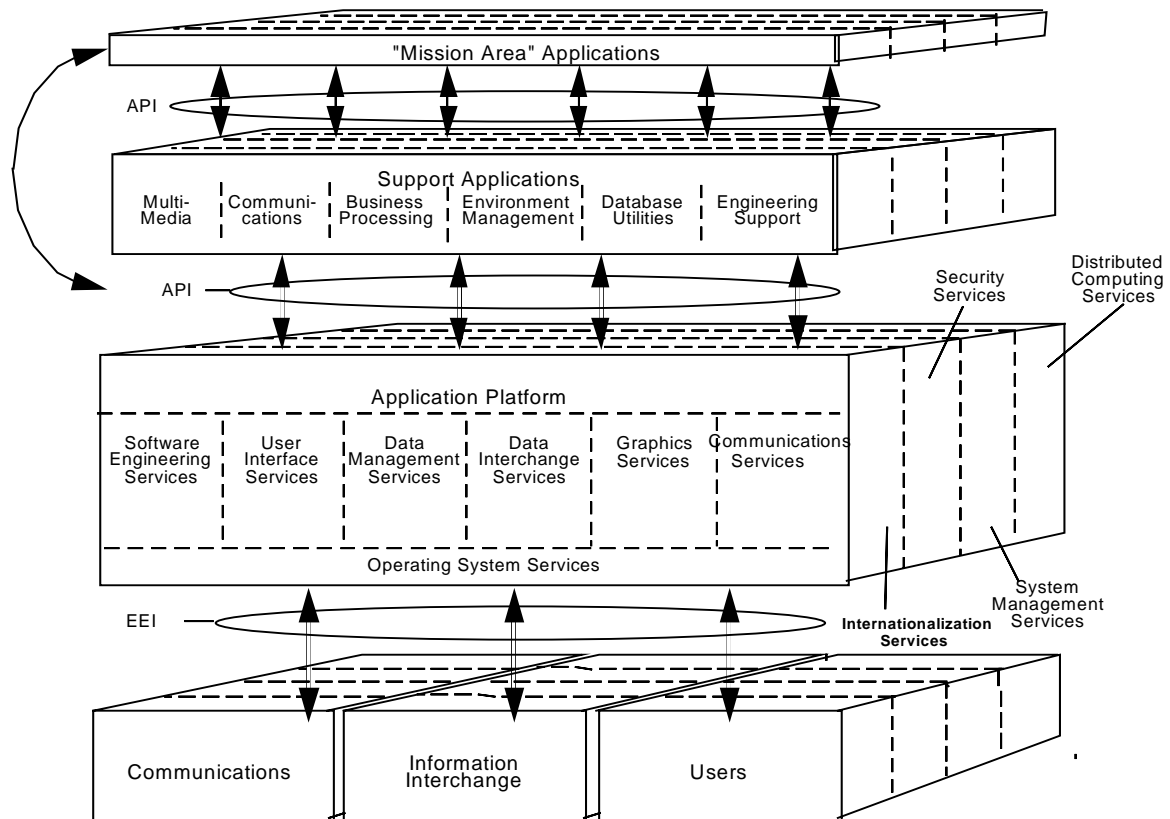 "Mission Area" Applications
API
Support Applications
Multi-
Media
Communi-
cations
Business
Processing
Environment
Management
Database
Utilities
Engineering
Support
API
Security
Services
Distributed
Computing
Services
Application Platform
Software
Engineering
Services
User
Interface
Services
Data
Management
Services
Data
Interchange
Services
Graphics
Services
Communications
Services
Operating System Services
EEI
Internationalization
Services
System
Management
Services
Communications
Information
Interchange
Users